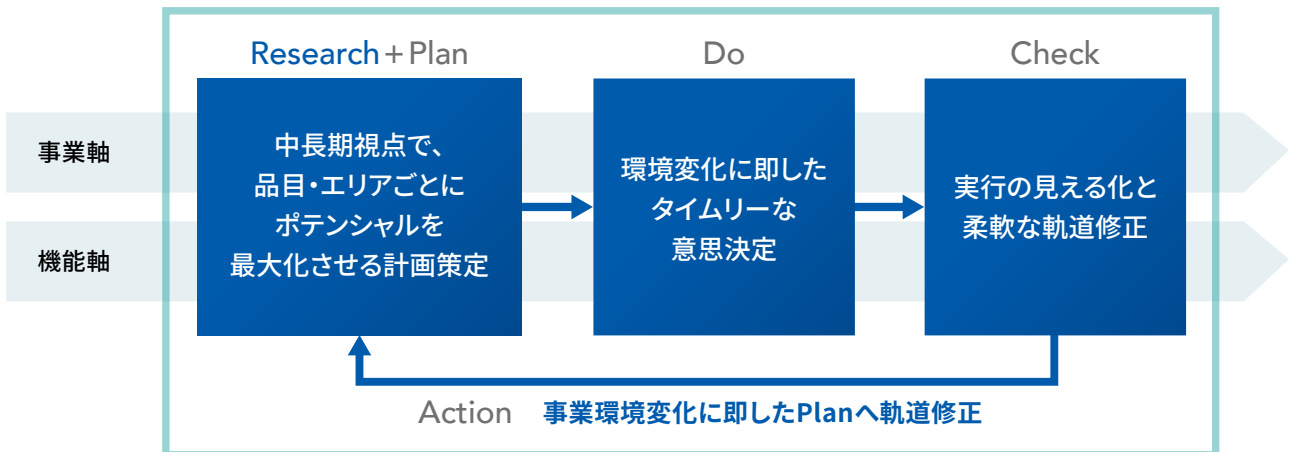 Research+Plan
Do
Check
事業軸
機能軸
中長期視点で、
品目・エリアごとに
ポテンシャルを
最大化させる計画策定
環境変化に即した
タイムリーな
意思決定
実行の見える化と
柔軟な軌道修正
Action 事業環境変化に即したPlanへ軌道修正